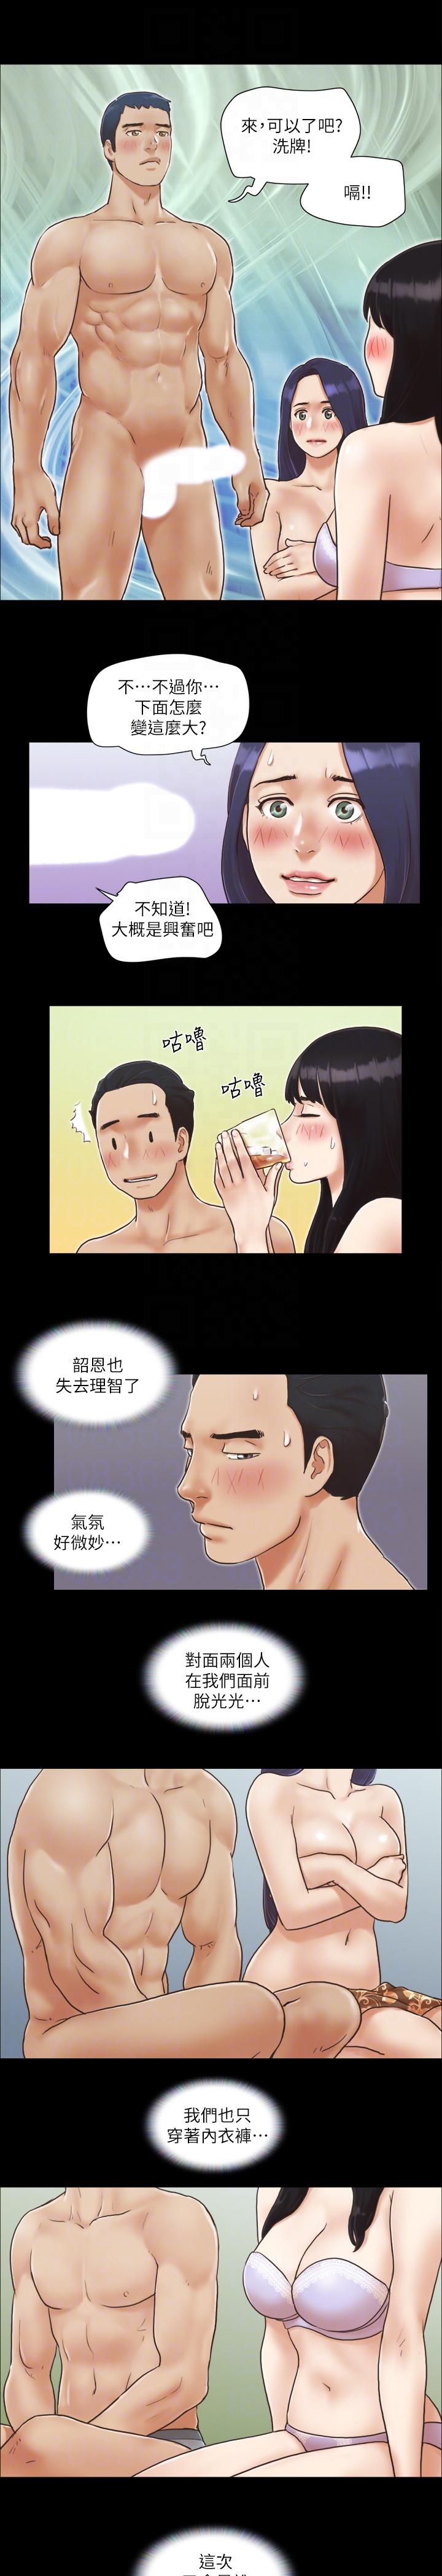 來，可以了吧?
洗牌!
嗝!!
不⋯不過你⋯
下面怎麼
變這麼大?
不知道!
大概是興奮吧
咕嚕
咕嚕
韶恩也
失去理智了
氣氛
好微妙⋯
對面兩個人
在我們面前
脫光光⋯
我們也只
穿著內衣褲⋯
這次